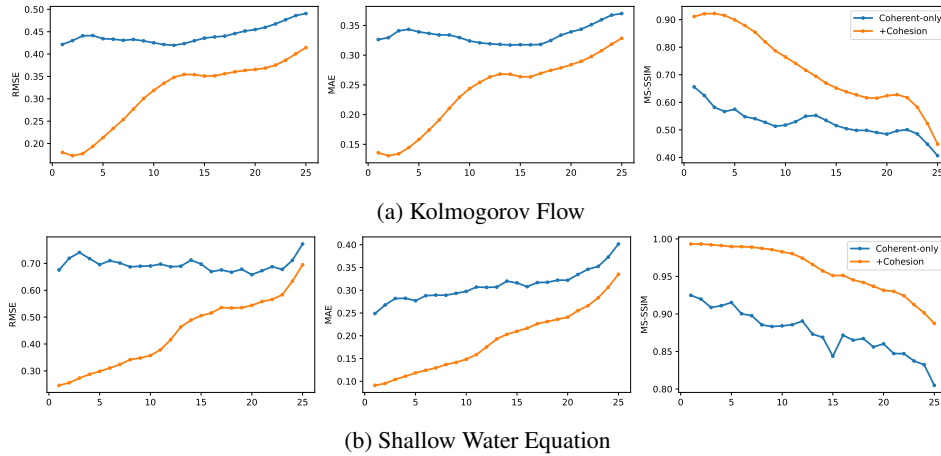 RMSE
0.50
0.45
0.40
0.35
0.30
0.25
0.20
0 5 10 15 20 25
MAE
0.35
0.30
0.25
0.20
0.15
0 5 10 15 20 25
MS-SSIM
0.90
0.80
0.70
0.60
0.50
0.40
0 5 10 15 20 25
Coherent-only
+Cohesion
(a) Kolmogorov Flow
RMSE
0.70
0.60
0.50
0.40
0.30
0 5 10 15 20 25
MAE
0.40
0.35
0.30
0.25
0.20
0.15
0.10
0 5 10 15 20 25
MS-SSIM
1.00
0.95
0.90
0.85
0.80
0 5 10 15 20 25
Coherent-only
+Cohesion
(b) Shallow Water Equation